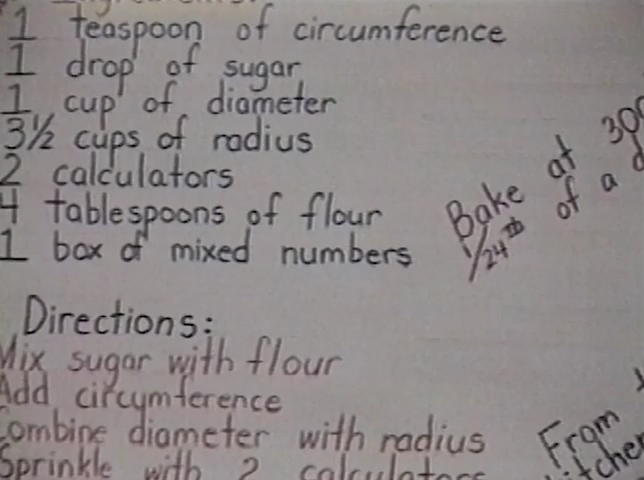 1 teaspoon of circumference
1 drop of sugar
1 cup of diameter
3½ cups of radius
2 calculators
4 tablespoons of flour
1 box of mixed numbers
Bake at
1/24th of a
Directions:
Mix sugar with flour
Add circumference
Combine diameter with radius
Sprinkle with 2 calculators
From